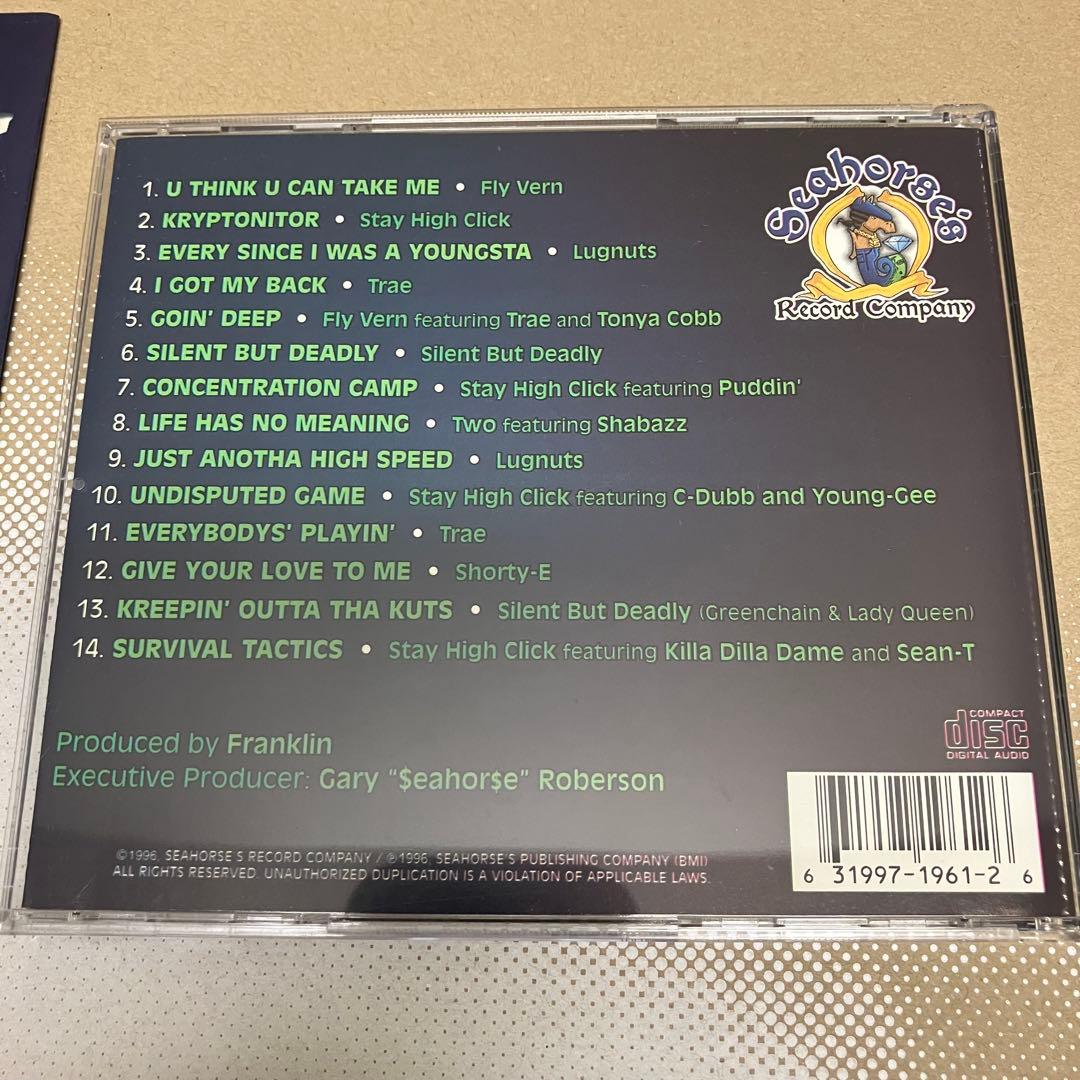 Seahorse's
Record Company
1. U THINK U CAN TAKE ME • Fly Vern
2. KRYPTONITOR • Stay High Click
3. EVERY SINCE I WAS A YOUNGSTA • Lugnuts
4. I GOT MY BACK • Trae
5. GOIN' DEEP • Fly Vern featuring Trae and Tonya Cobb
6. SILENT BUT DEADLY • Silent But Deadly
7. CONCENTRATION CAMP • Stay High Click featuring Puddin'
8. LIFE HAS NO MEANING • Two featuring Shabazz
9. JUST ANOTHA HIGH SPEED • Lugnuts
10. UNDISPUTED GAME • Stay High Click featuring C-Dubb and Young-Gee
11. EVERYBODYS' PLAYIN' • Trae
12. GIVE YOUR LOVE TO ME • Shorty-E
13. KREEPIN' OUTTA THA KUTS • Silent But Deadly (Greenchain & Lady Queen)
14. SURVIVAL TACTICS • Stay High Click featuring Killa Dilla Dame and Sean-T
Produced by Franklin
Executive Producer: Gary "$eahor$e" Roberson
COMPACT
disc
DIGITAL AUDIO
©1996, SEAHORSE'S RECORD COMPANY / ℗1996, SEAHORSE'S PUBLISHING COMPANY (BMI)
ALL RIGHTS RESERVED. UNAUTHORIZED DUPLICATION IS A VIOLATION OF APPLICABLE LAWS.
6 31997-1961-2 6